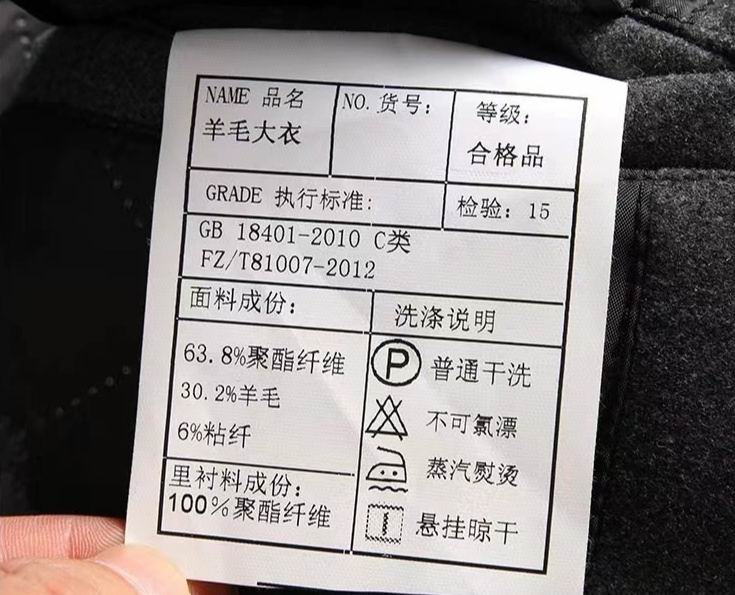 NAME 品名
羊毛大衣
NO. 货号:
等级:
合格品
GRADE 执行标准:
检验: 15
GB 18401-2010 C类
FZ/T81007-2012
面料成份:
63.8%聚酯纤维
30.2%羊毛
6%粘纤
里衬料成份:
100%聚酯纤维
洗涤说明
P 普通干洗
不可氯漂
蒸汽熨烫
悬挂晾干